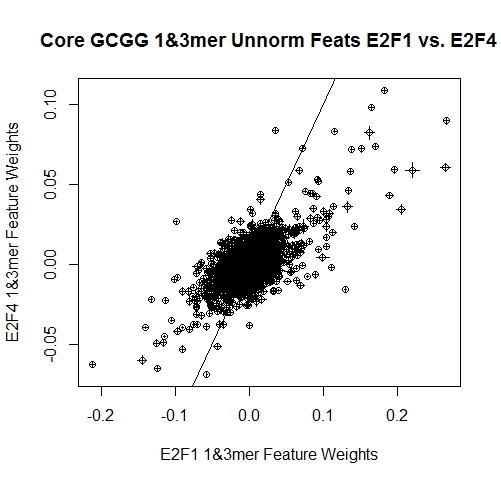 Core GCGG 1&3mer Unnorm Feats E2F1 vs. E2F4
E2F4 1&3mer Feature Weights
0.10
0.05
0.00
-0.05
-0.2 -0.1 0.0 0.1 0.2
E2F1 1&3mer Feature Weights